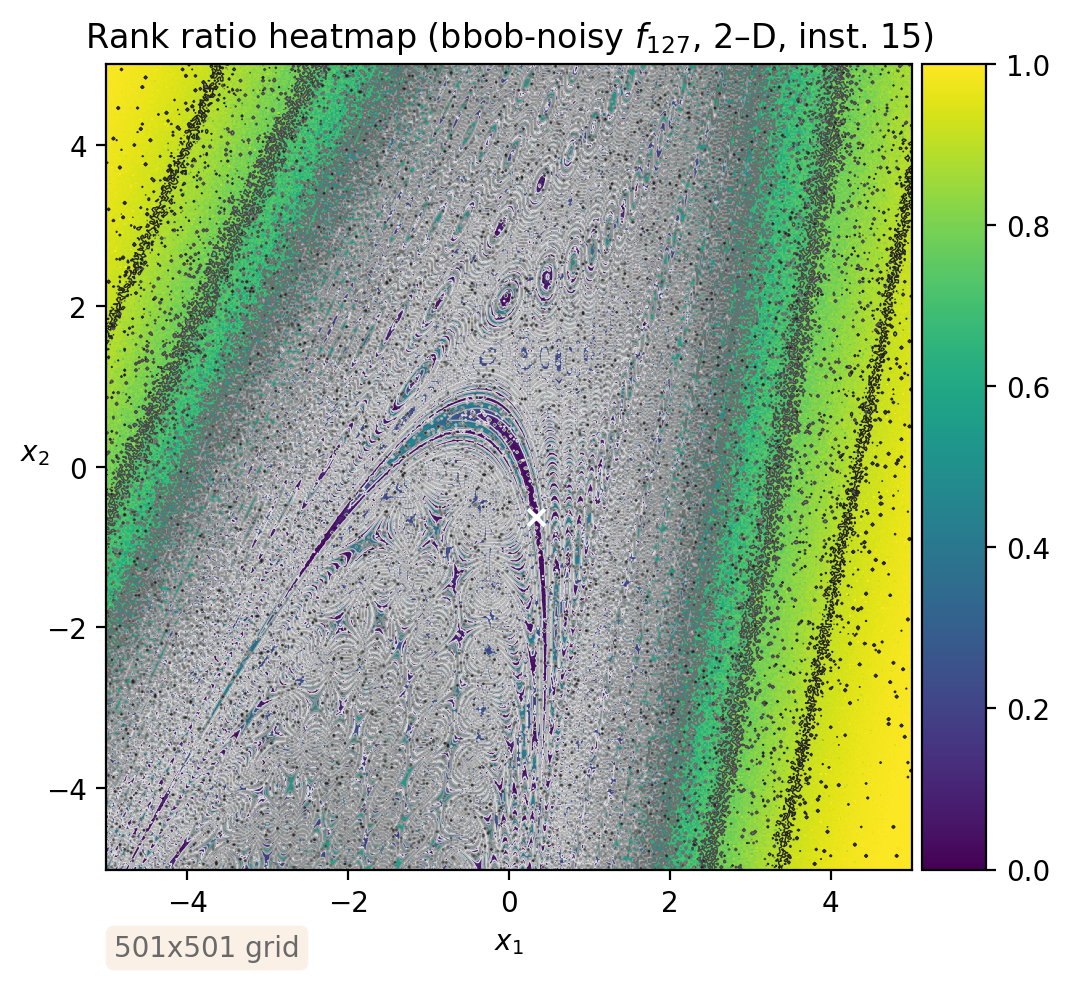 Rank ratio heatmap (bbob-noisy f127, 2–D, inst. 15)
1.0
4
0.8
2
0.6
x2
0
0.4
−2
0.2
−4
0.0
−4 −2 0 2 4
x1
501x501 grid